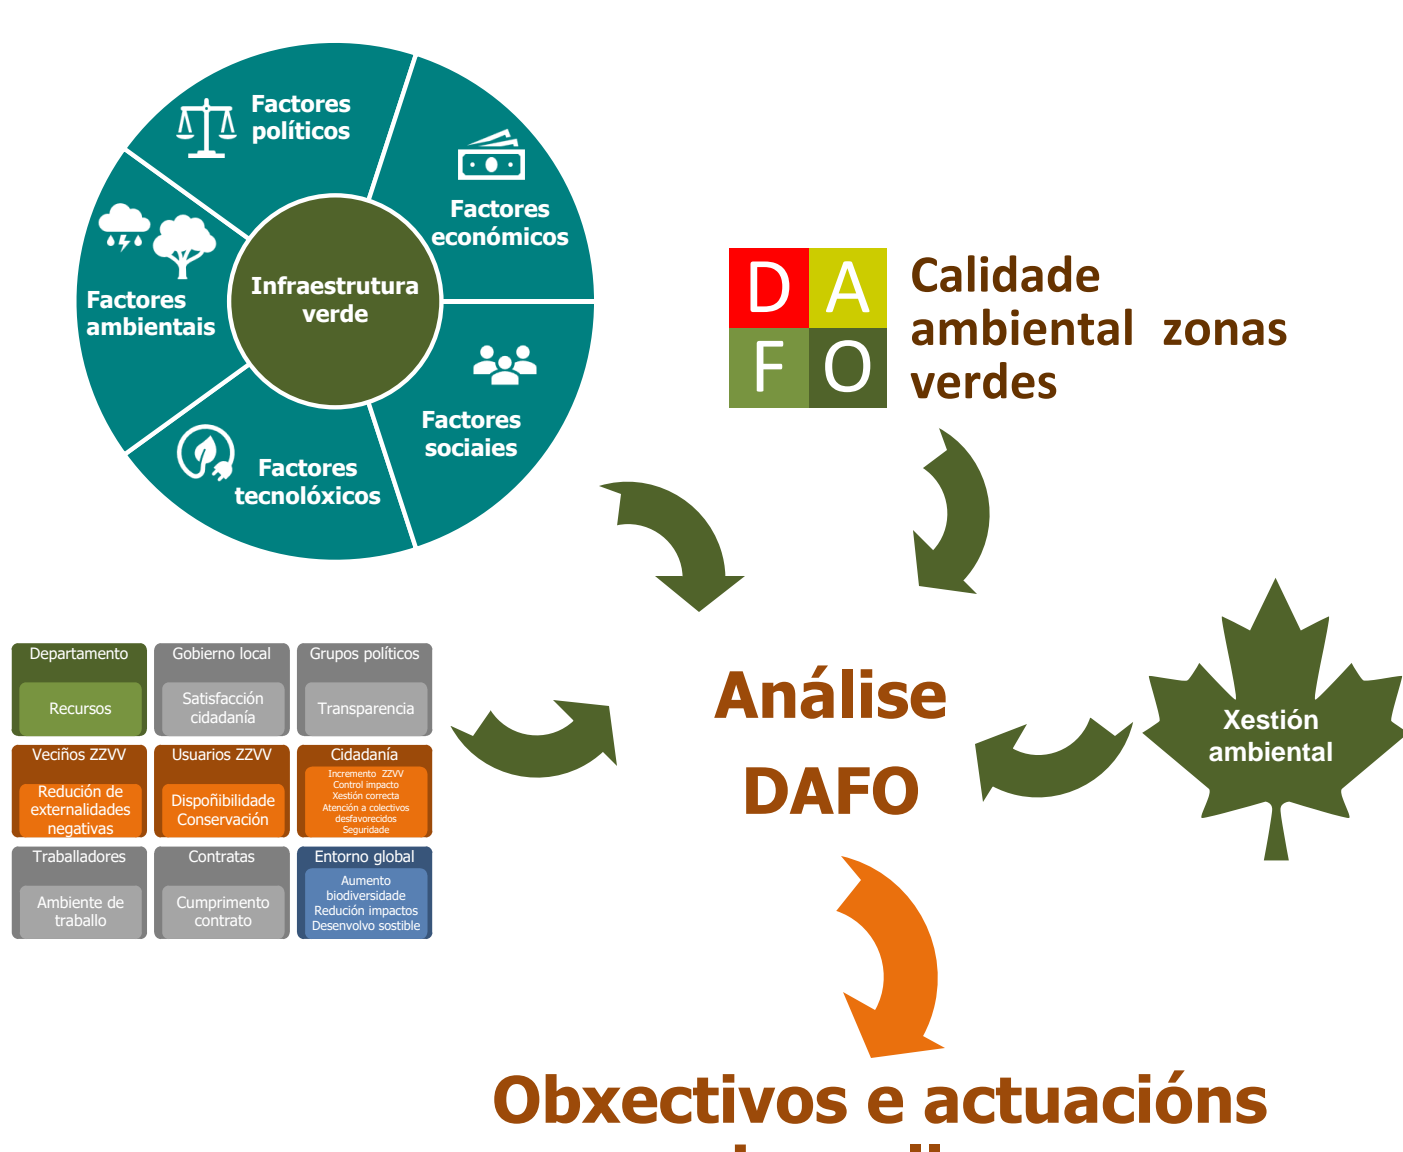 Factores
políticos
Factores
económicos
Factores
ambientais
Infraestrutura
verde
Factores
sociaies
Factores
tecnolóxicos
D A
F O
Calidade
ambiental zonas
verdes
Departamento
Recursos
Gobierno local
Satisfacción
cidadanía
Grupos políticos
Transparencia
Veciños ZZVV
Redución de
externalidades
negativas
Usuarios ZZVV
Dispoñibilidade
Conservación
Cidadanía
Incremento ZZVV
Control impacto
Xestión correcta
Atención a colectivos
desfavorecidos
Seguridade
Traballadores
Ambiente de
traballo
Contratas
Cumprimento
contrato
Entorno global
Aumento
biodiversidade
Redución impactos
Desenvolvo sostible
Análise
DAFO
Xestión
ambiental
Obxectivos e actuacións